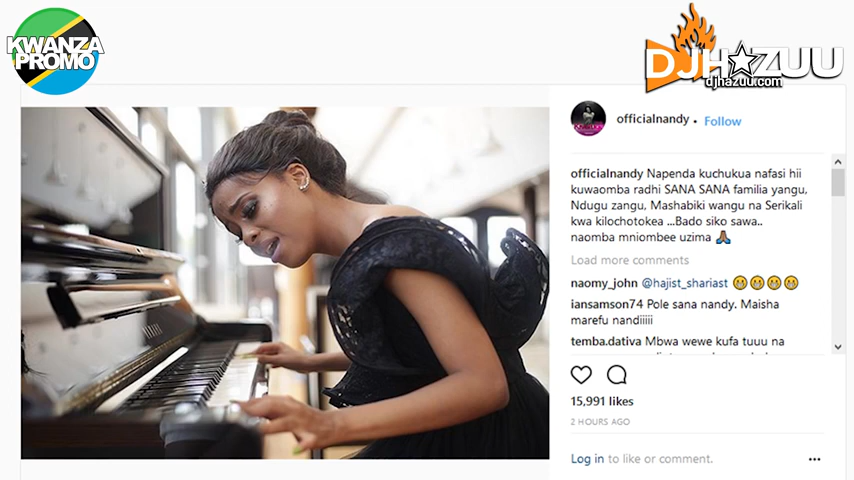 KWANZA
PROMO
DJHAZUU
djhazuu.com
officialnandy • Follow
officialnandy Napenda kuchukua nafasi hii
kuwaomba radhi SANA SANA familia yangu,
Ndugu zangu, Mashabiki wangu na Serikali
kwa kilochotokea ...Bado siko sawa..
naomba mniombee uzima 🙏🏾
Load more comments
naomy_john @hajist_shariast 😁😁😁😁
iansamson74 Pole sana nandy. Maisha
marefu nandiiiii
temba.dativa Mbwa wewe kufa tuuu na
15,991 likes
2 HOURS AGO
Log in to like or comment.